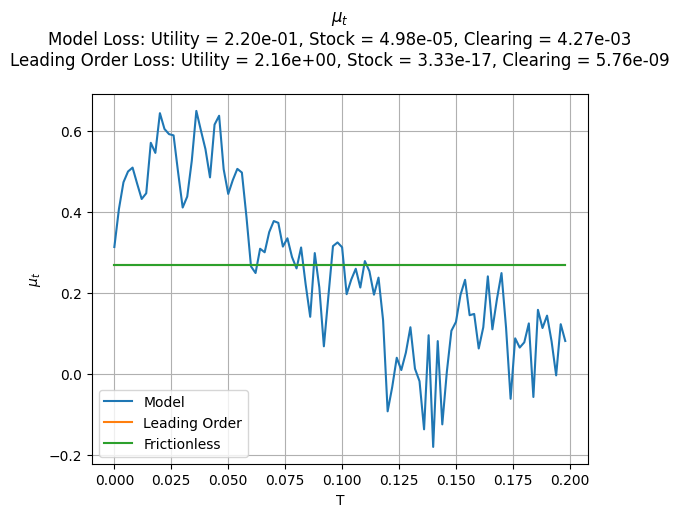 μ_t
Model Loss: Utility = 2.20e-01, Stock = 4.98e-05, Clearing = 4.27e-03
Leading Order Loss: Utility = 2.16e+00, Stock = 3.33e-17, Clearing = 5.76e-09
0.6
0.4
0.2
0.0
−0.2
μ_t
Model
Leading Order
Frictionless
0.000 0.025 0.050 0.075 0.100 0.125 0.150 0.175 0.200
T